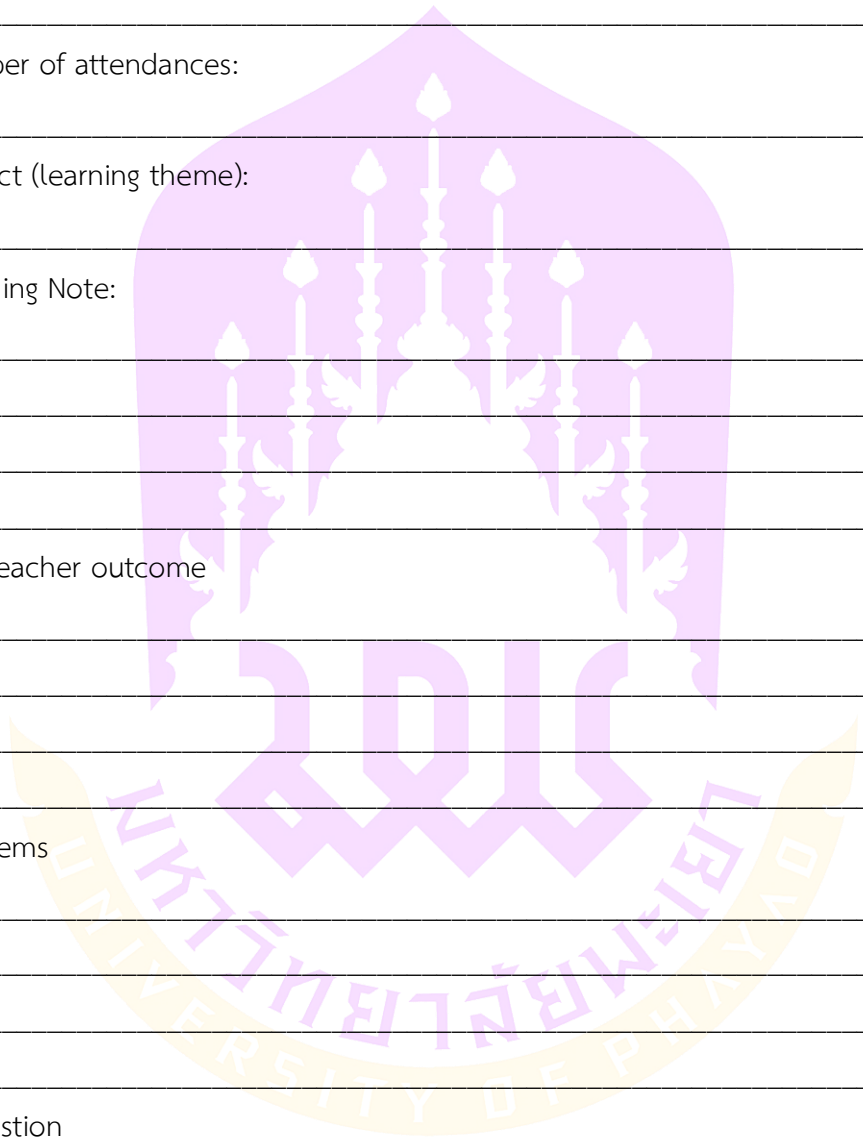 per of attendances:
ct (learning theme):
ing Note:
eacher outcome
ems
stion
มหาวิทยาลัยพะเยา
UNIVERSITY OF PHAYAO